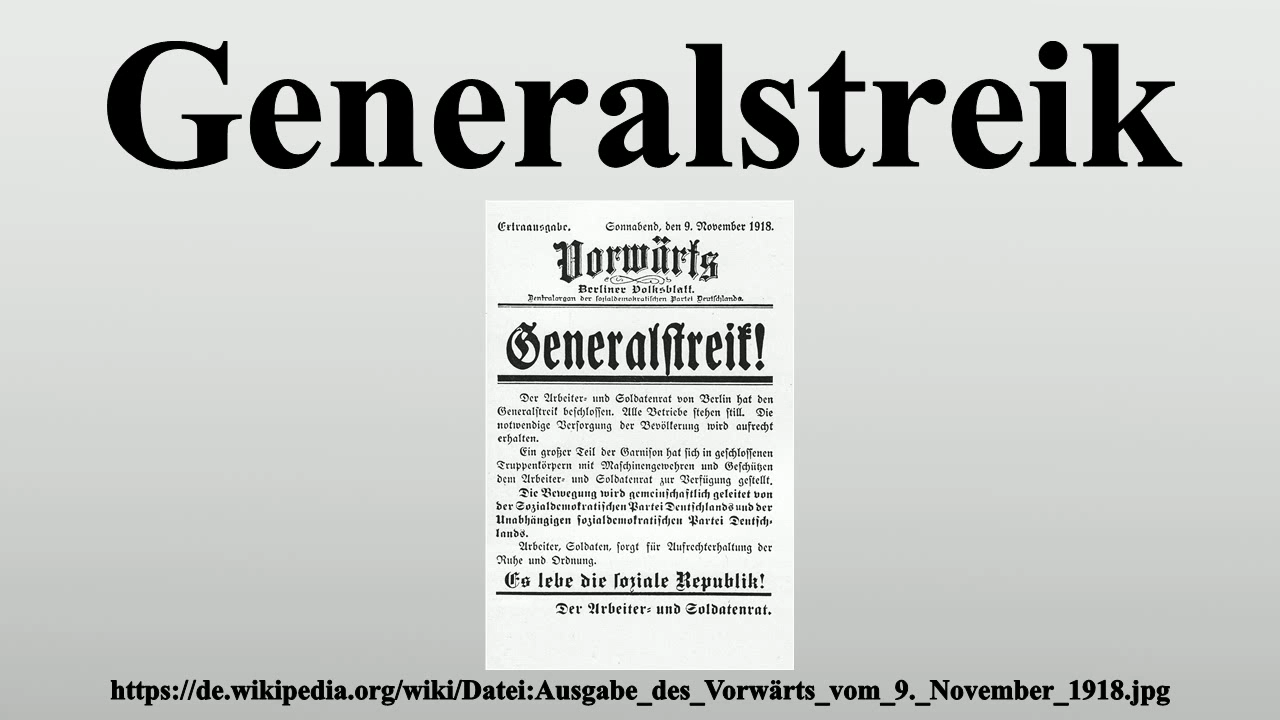 Generalstreik
Extraausgabe. Sonnabend, den 9. November 1918.
Vorwärts
Berliner Volksblatt.
Zentralorgan der sozialdemokratischen Partei Deutschlands.
Generalſtreik!
Der Arbeiter- und Soldatenrat von Berlin hat den
Generalſtreik beſchloſſen. Alle Betriebe ſtehen ſtill. Die
notwendige Verſorgung der Bevölkerung wird aufrecht
erhalten.
Ein großer Teil der Garniſon hat ſich in geſchloſſenen
Truppenkörpern mit Maſchinengewehren und Geſchützen
dem Arbeiter- und Soldatenrat zur Verfügung geſtellt.
Die Bewegung wird gemeinſchaftlich geleitet von
der Sozialdemokratiſchen Partei Deutſchlands und der
Unabhängigen ſozialdemokratiſchen Partei Deutſch-
lands.
Arbeiter, Soldaten, ſorgt für Aufrechterhaltung der
Ruhe und Ordnung.
Es lebe die ſoziale Republik!
Der Arbeiter- und Soldatenrat.
https://de.wikipedia.org/wiki/Datei:Ausgabe_des_Vorwärts_vom_9._November_1918.jpg